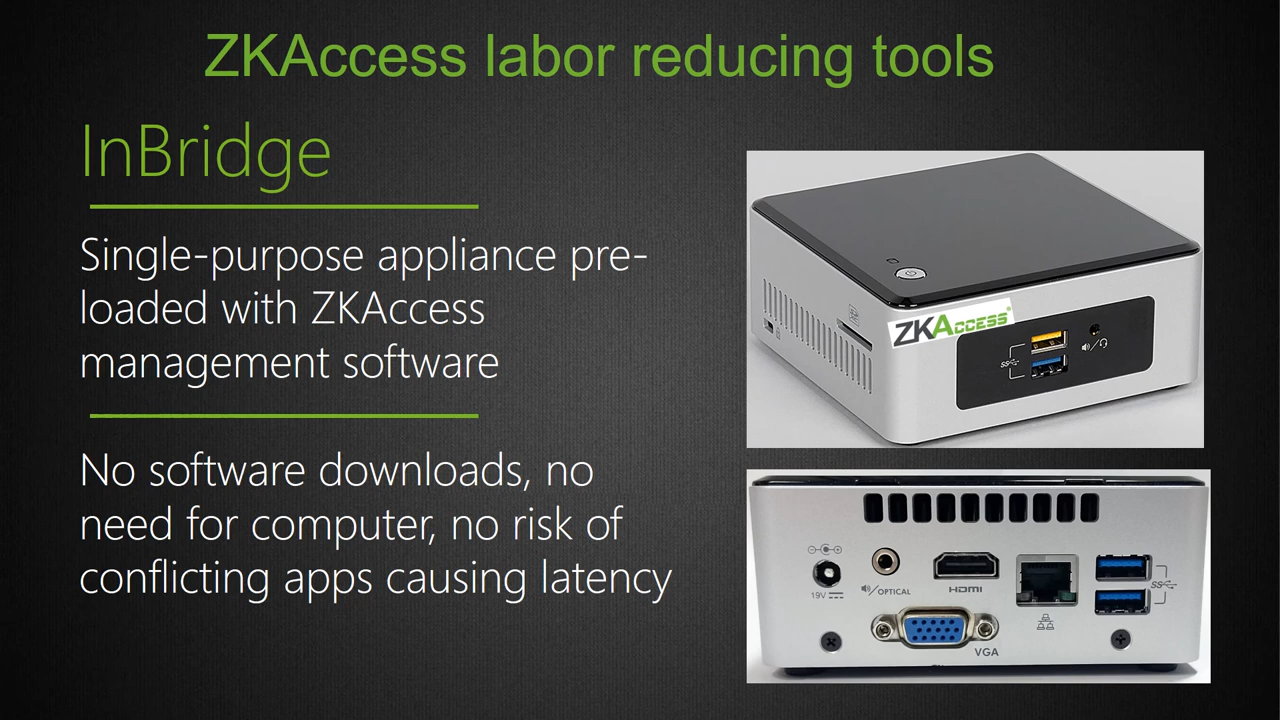 ZKAccess labor reducing tools
InBridge
Single-purpose appliance pre-
loaded with ZKAccess
management software
No software downloads, no
need for computer, no risk of
conflicting apps causing latency
ZKAccess
SS
19V
/OPTICAL
HDMI
SS
VGA